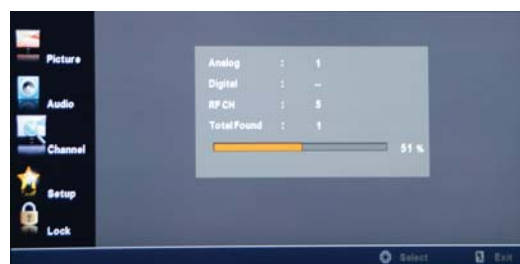 Picture
Audio
Channel
Setup
Lock
Analog : 1
Digital : --
RF CH : 5
Total Found : 1
51 %
Select Exit